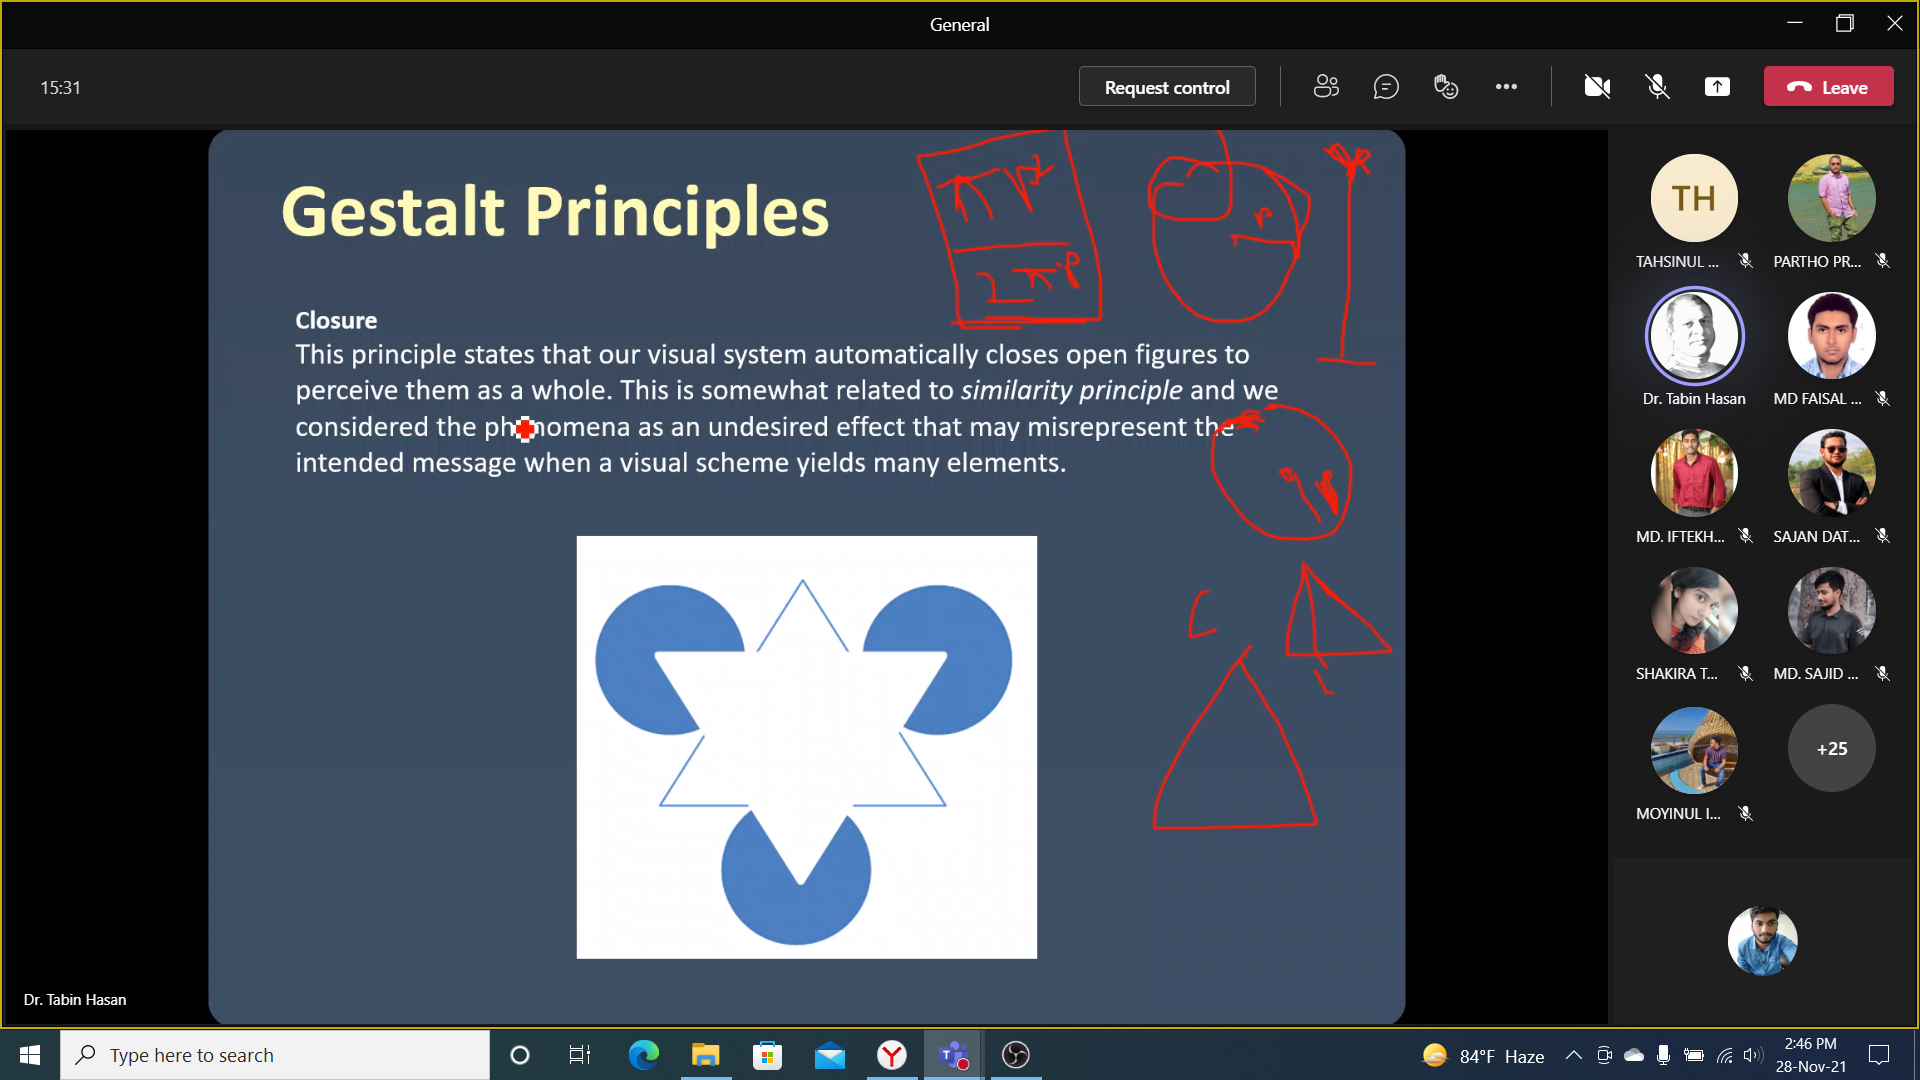 General
15:31
Request control
Leave
Gestalt Principles
πr²
2πr
r
Closure
This principle states that our visual system automatically closes open figures to
perceive them as a whole. This is somewhat related to similarity principle and we
considered the phenomena as an undesired effect that may misrepresent the
intended message when a visual scheme yields many elements.
TH
TAHSINUL ...
PARTHO PR...
Dr. Tabin Hasan
MD FAISAL ...
MD. IFTEKH...
SAJAN DAT...
SHAKIRA T...
MD. SAJID ...
MOYINUL I...
+25
Dr. Tabin Hasan
Type here to search
84°F Haze
2:46 PM
28-Nov-21